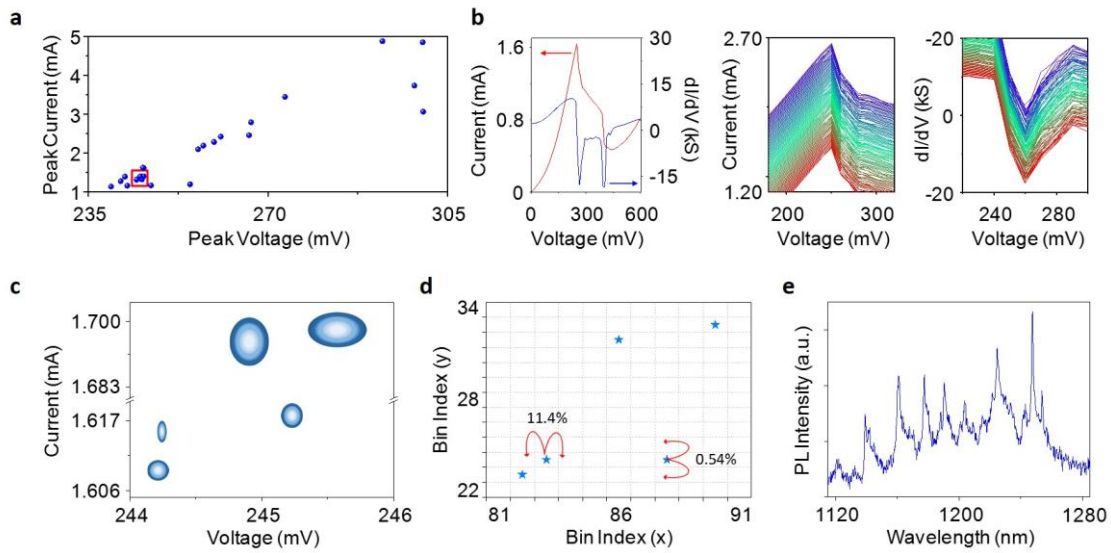 a
Peak Current (mA)
5
4
3
2
1
235
270
305
Peak Voltage (mV)
b
Current (mA)
1.6
0.8
0
0
200
400
600
Voltage (mV)
30
15
0
-15
dI/dV (kS)
Current (mA)
2.70
1.20
200
300
Voltage (mV)
dI/dV (kS)
-20
-20
240
280
Voltage (mV)
c
Current (mA)
1.700
1.683
1.617
1.606
244
245
246
Voltage (mV)
d
Bin Index (y)
34
28
22
11.4%
0.54%
81
86
91
Bin Index (x)
e
PL Intensity (a.u.)
1120
1200
1280
Wavelength (nm)